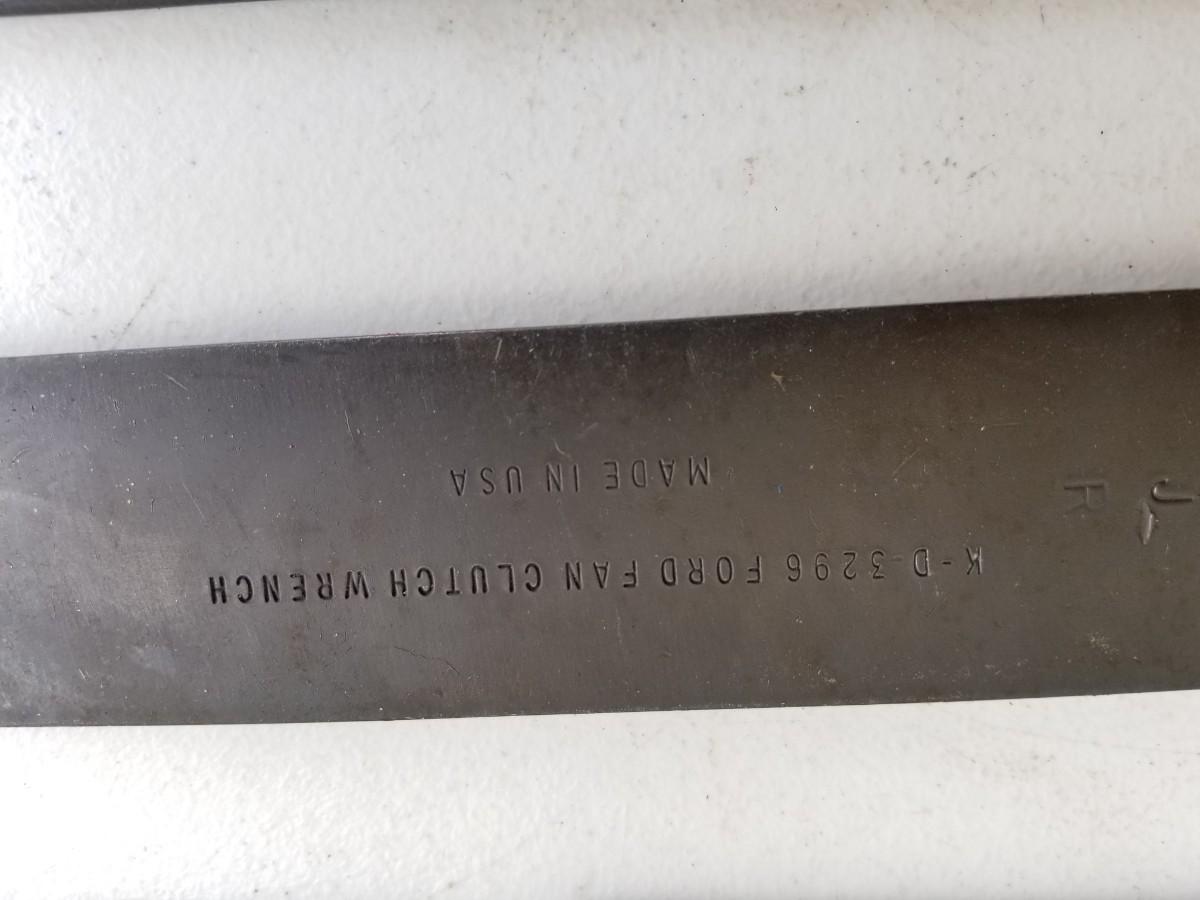 K-D 3296 FORD FAN CLUTCH WRENCH
MADE IN USA
J
R